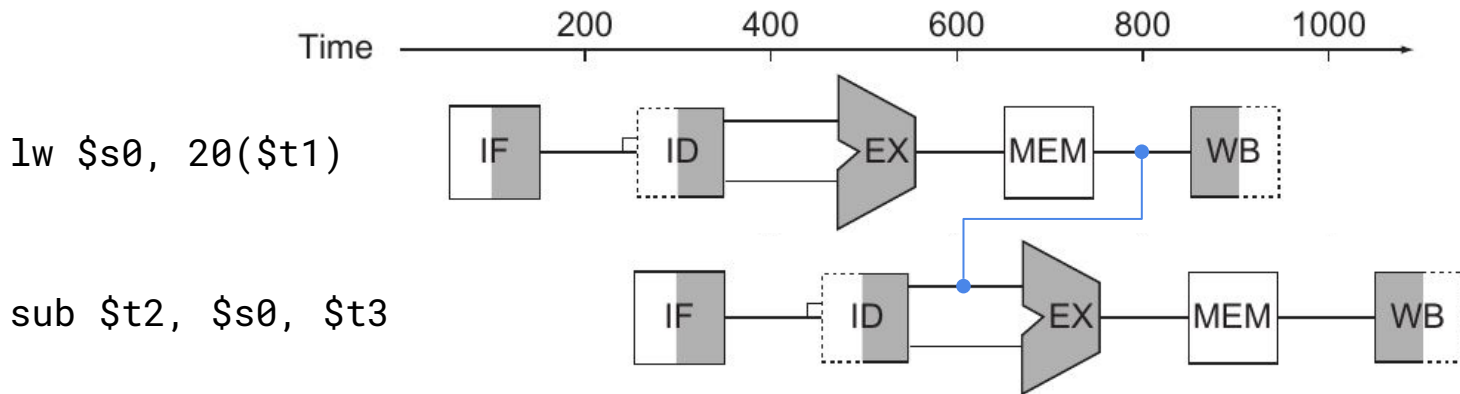 200 400 600 800 1000
Time
lw $s0, 20($t1) IF ID EX MEM WB
sub $t2, $s0, $t3 IF ID EX MEM WB